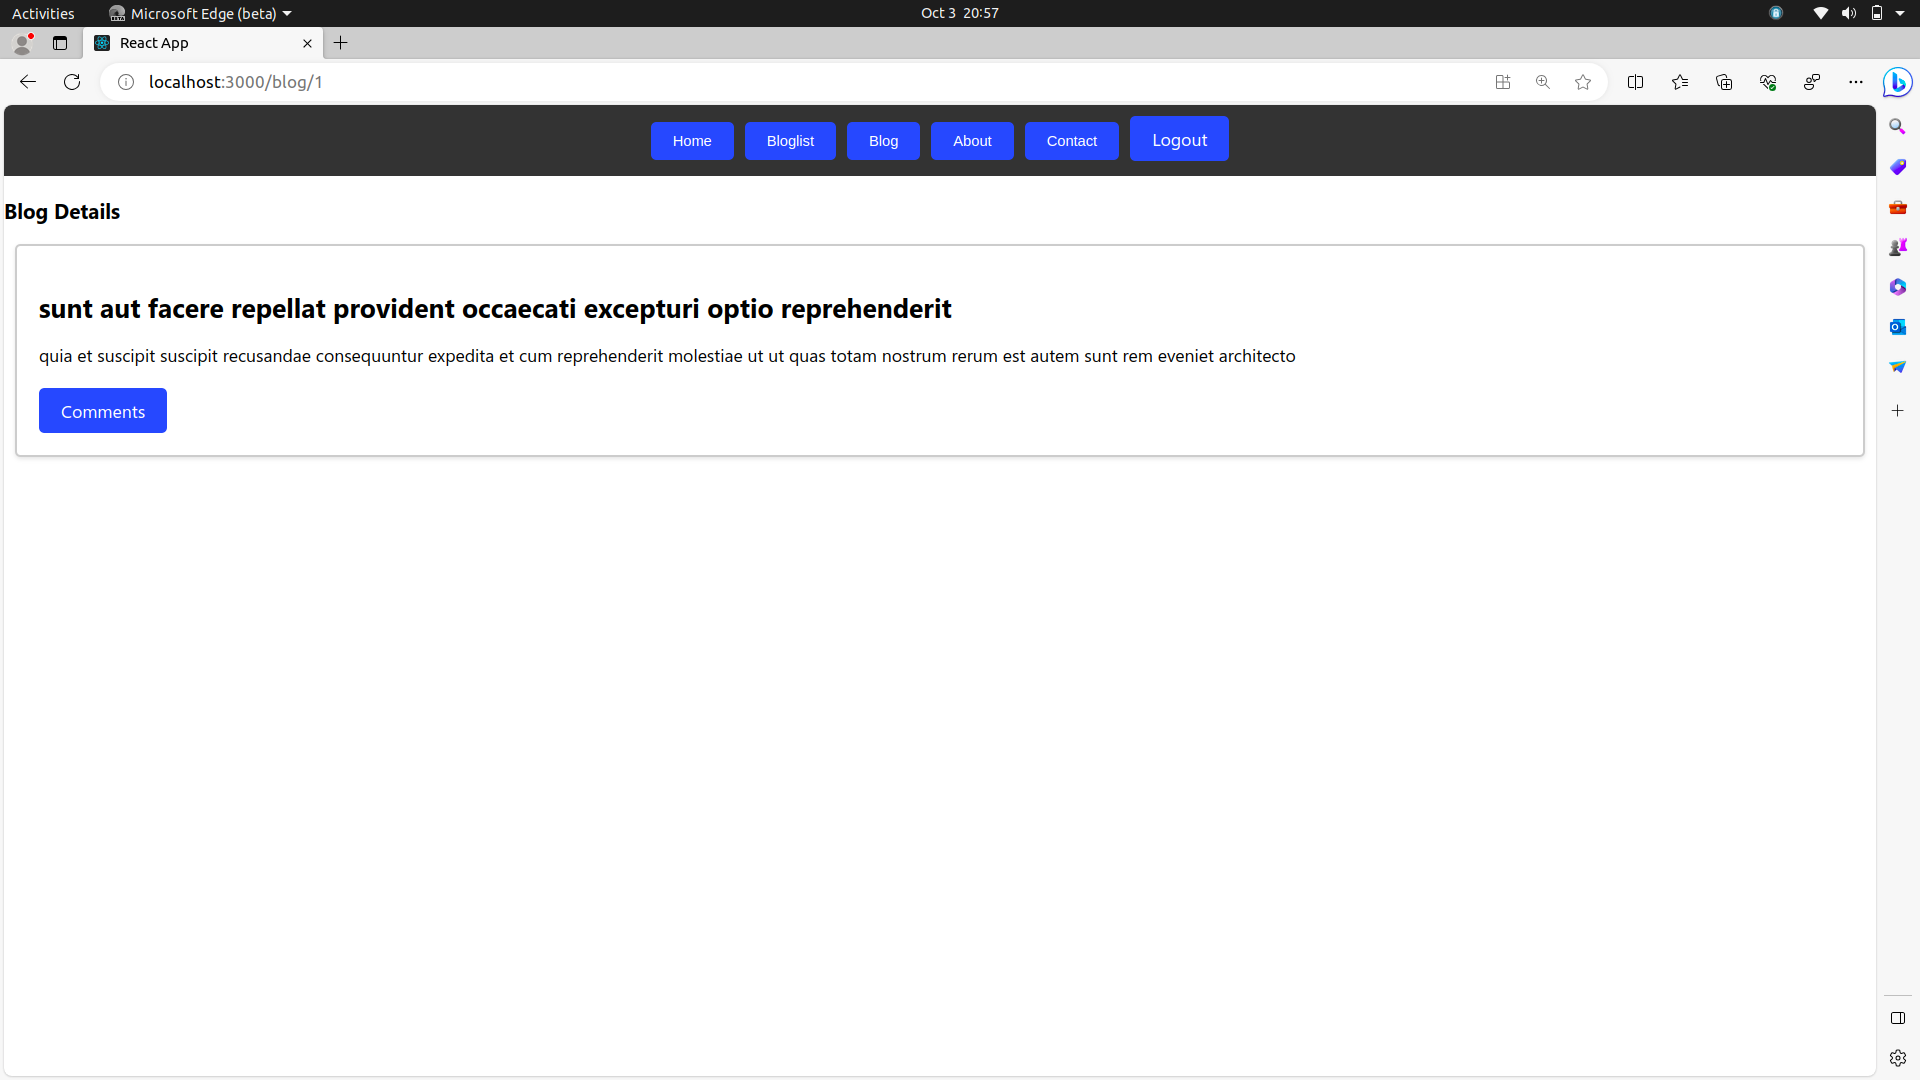 Activities
Microsoft Edge (beta)
Oct 3 20:57
React App
localhost:3000/blog/1
Home
Bloglist
Blog
About
Contact
Logout
Blog Details
sunt aut facere repellat provident occaecati excepturi optio reprehenderit
quia et suscipit suscipit recusandae consequuntur expedita et cum reprehenderit molestiae ut ut quas totam nostrum rerum est autem sunt rem eveniet architecto
Comments